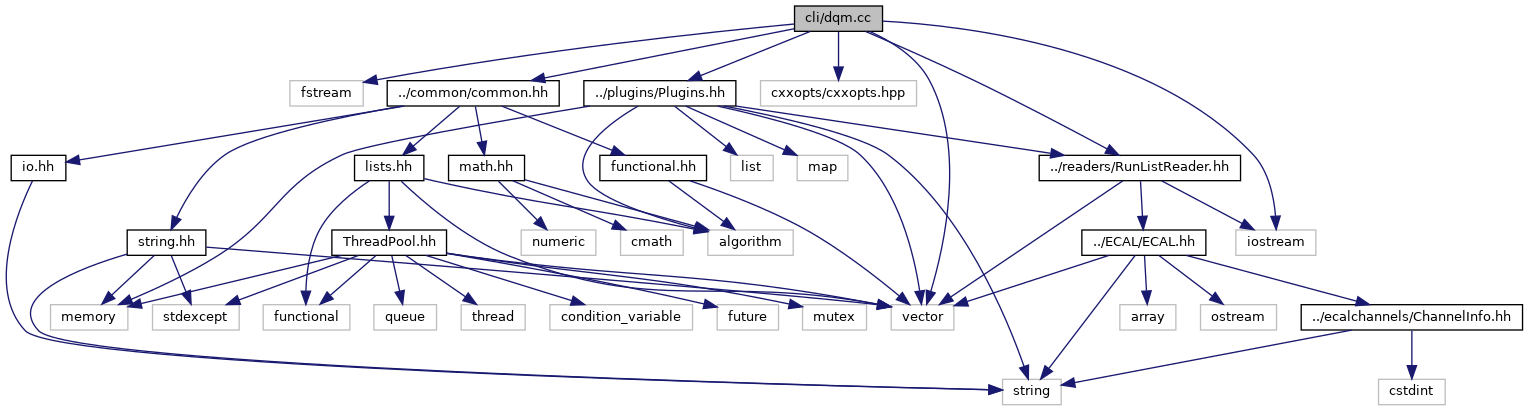 cli/dqm.cc
fstream
../common/common.hh
../plugins/Plugins.hh
cxxopts/cxxopts.hpp
io.hh
lists.hh
math.hh
functional.hh
list
map
../readers/RunListReader.hh
string.hh
ThreadPool.hh
numeric
cmath
algorithm
../ECAL/ECAL.hh
iostream
memory
stdexcept
functional
queue
thread
condition_variable
future
mutex
vector
array
ostream
../ecalchannels/ChannelInfo.hh
string
cstdint